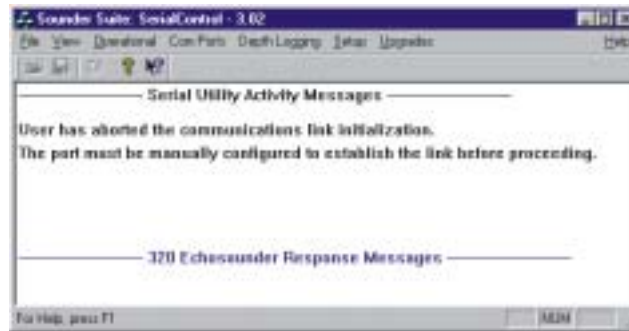 Sounder Suite: SerialControl - 3.02
File View Operational Com Ports Depth Logging Setup Upgrades Help
Serial Utility Activity Messages
User has aborted the communications link initialization.
The port must be manually configured to establish the link before proceeding.
320 Echosounder Response Messages
For Help, press F1
NUM